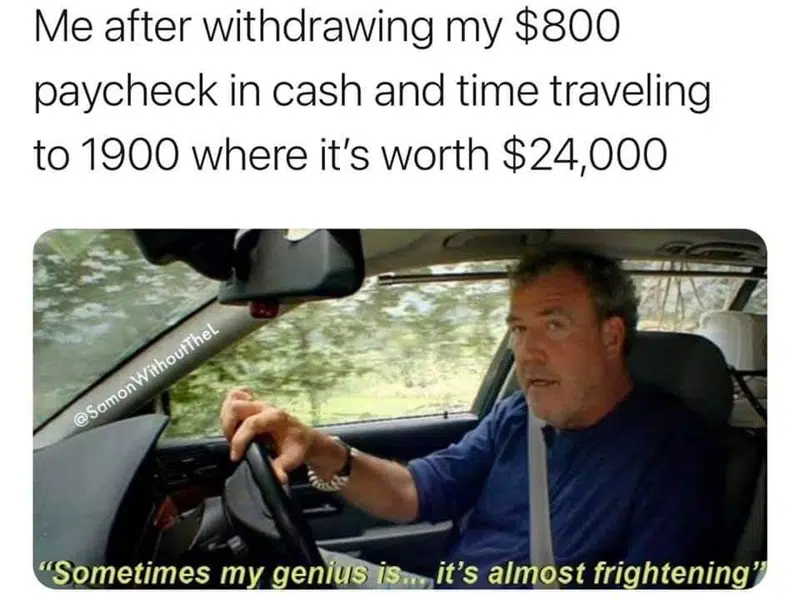 Me after withdrawing my $800
paycheck in cash and time traveling
to 1900 where it's worth $24,000
@SamonWithoutTheL
"Sometimes my genius is... it's almost frightening"